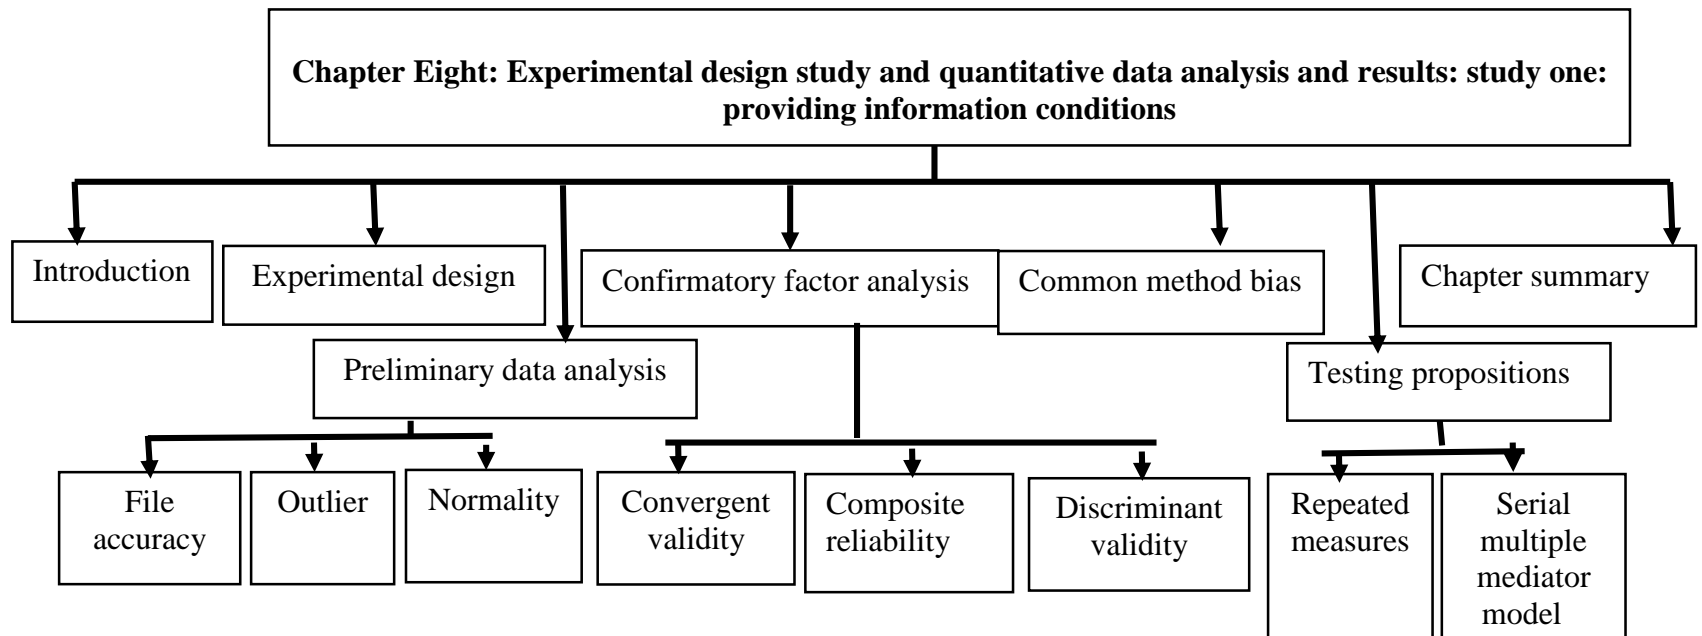 Chapter Eight: Experimental design study and quantitative data analysis and results: study one:
providing information conditions
Introduction
Experimental design
Confirmatory factor analysis
Common method bias
Chapter summary
Preliminary data analysis
Testing propositions
File
accuracy
Outlier
Normality
Convergent
validity
Composite
reliability
Discriminant
validity
Repeated
measures
Serial
multiple
mediator
model